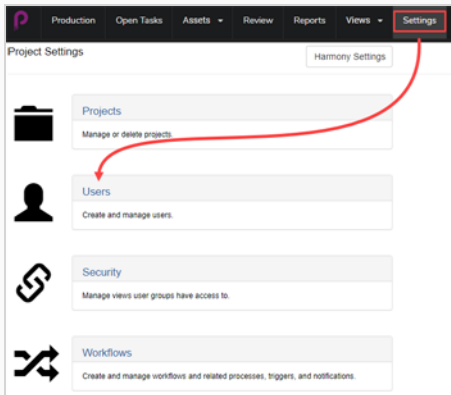 Production Open Tasks Assets Review Reports Views Settings
Project Settings
Harmony Settings
Projects
Manage or delete projects.
Users
Create and manage users.
Security
Manage views user groups have access to.
Workflows
Create and manage workflows and related processes, triggers, and notifications.